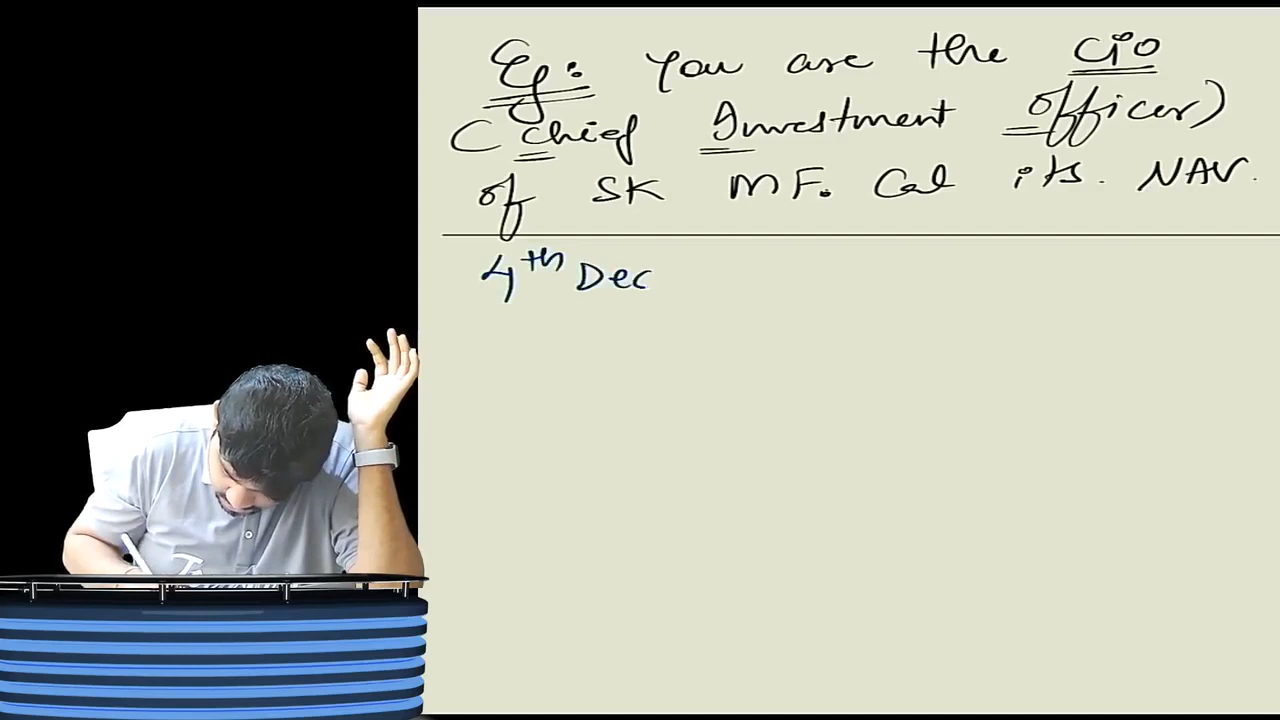 Eg: You are the CIO
(Chief Investment Officer)
of SK MF. Cal its. NAV.
4th Dec